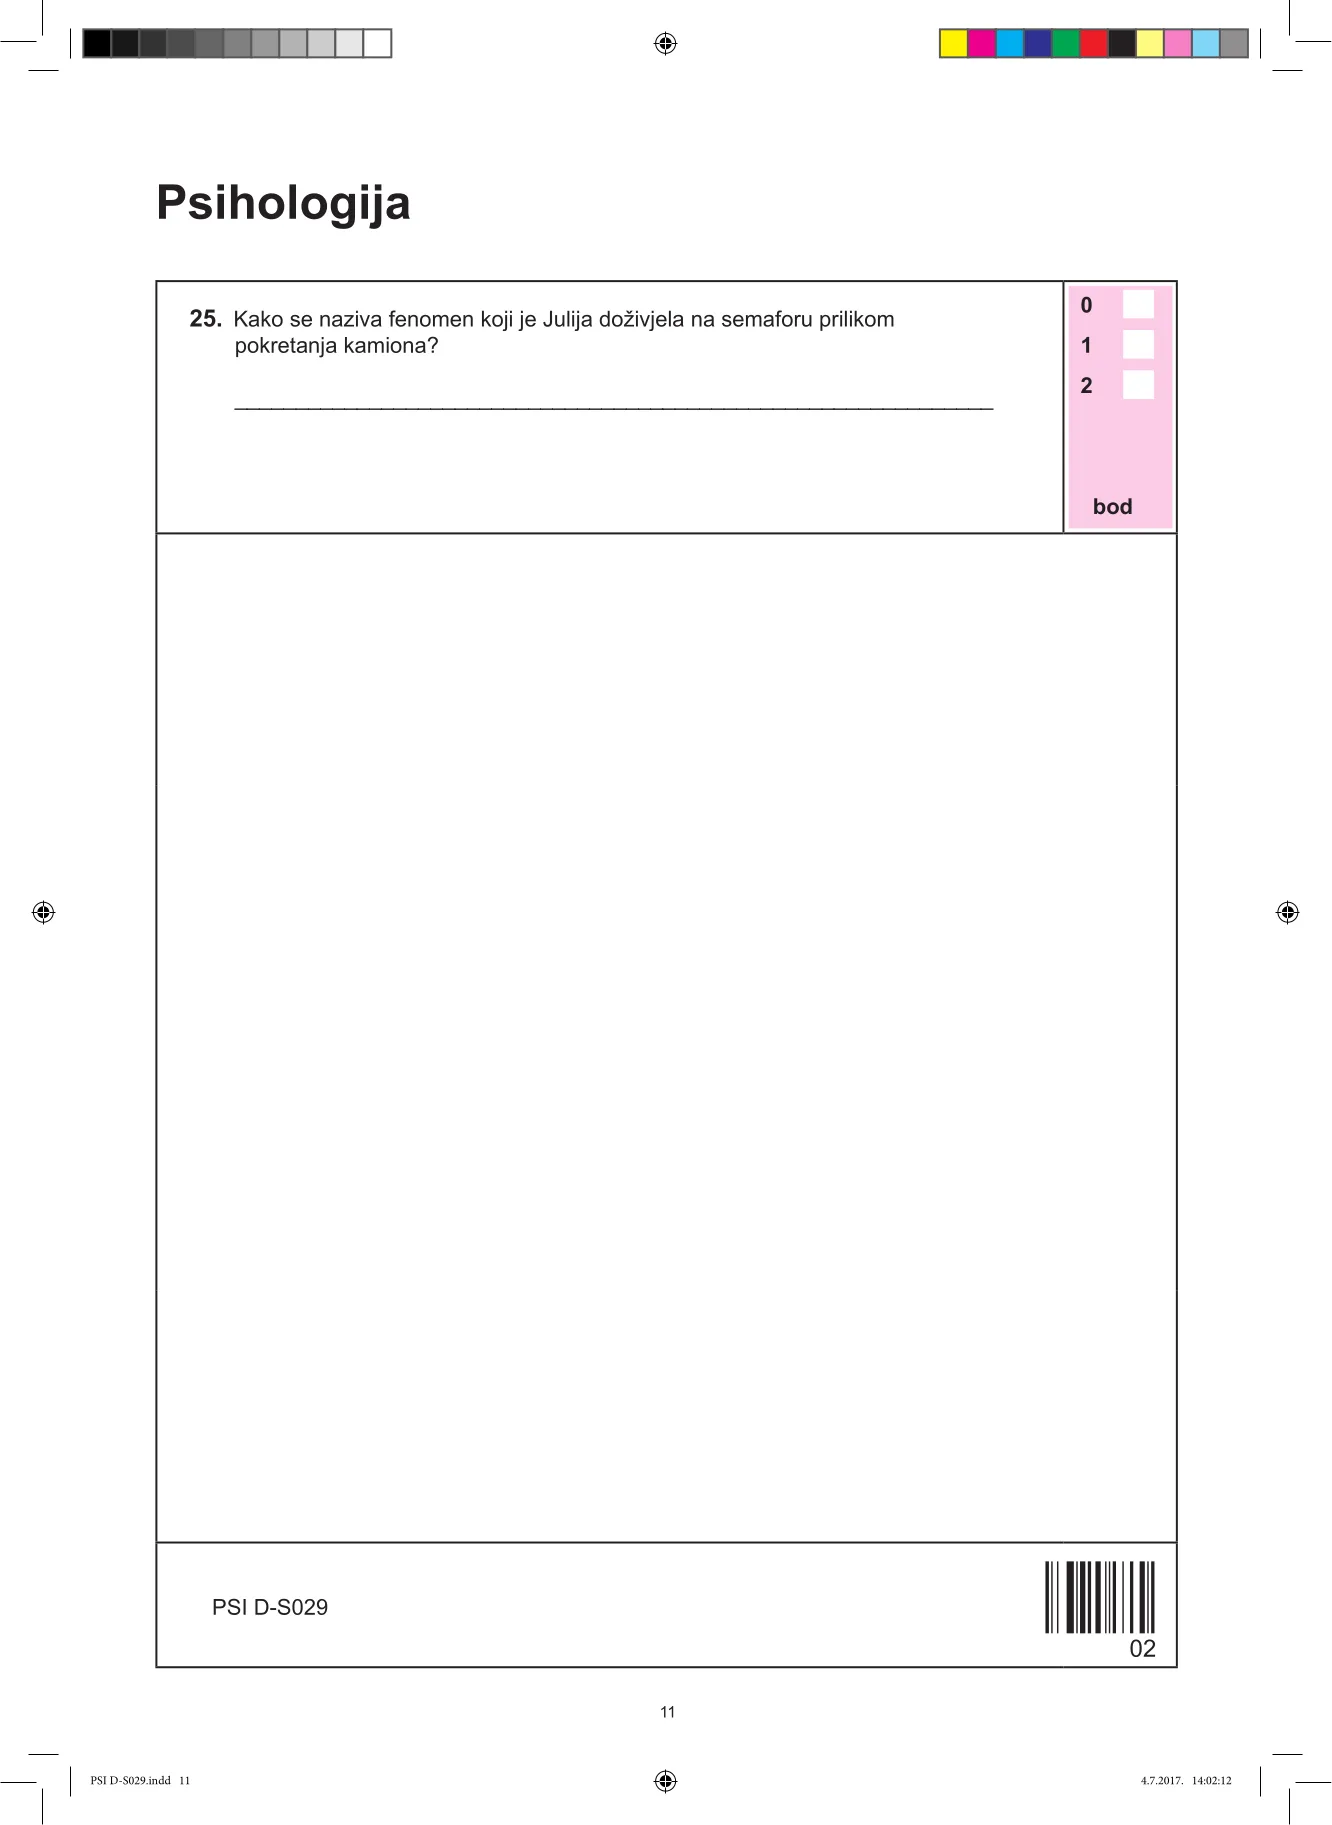 Psihologija
25. Kako se naziva fenomen koji je Julija doživjela na semaforu prilikom
pokretanja kamiona?
0
1
2
bod
PSI D-S029
02
11
PSI D-S029.indd 11
4.7.2017. 14:02:12